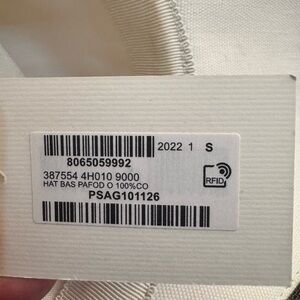 2022 1 S
8065059992
387554 4H010 9000
HAT BAS PAFOD O 100%CO
RFID
PSAG101126